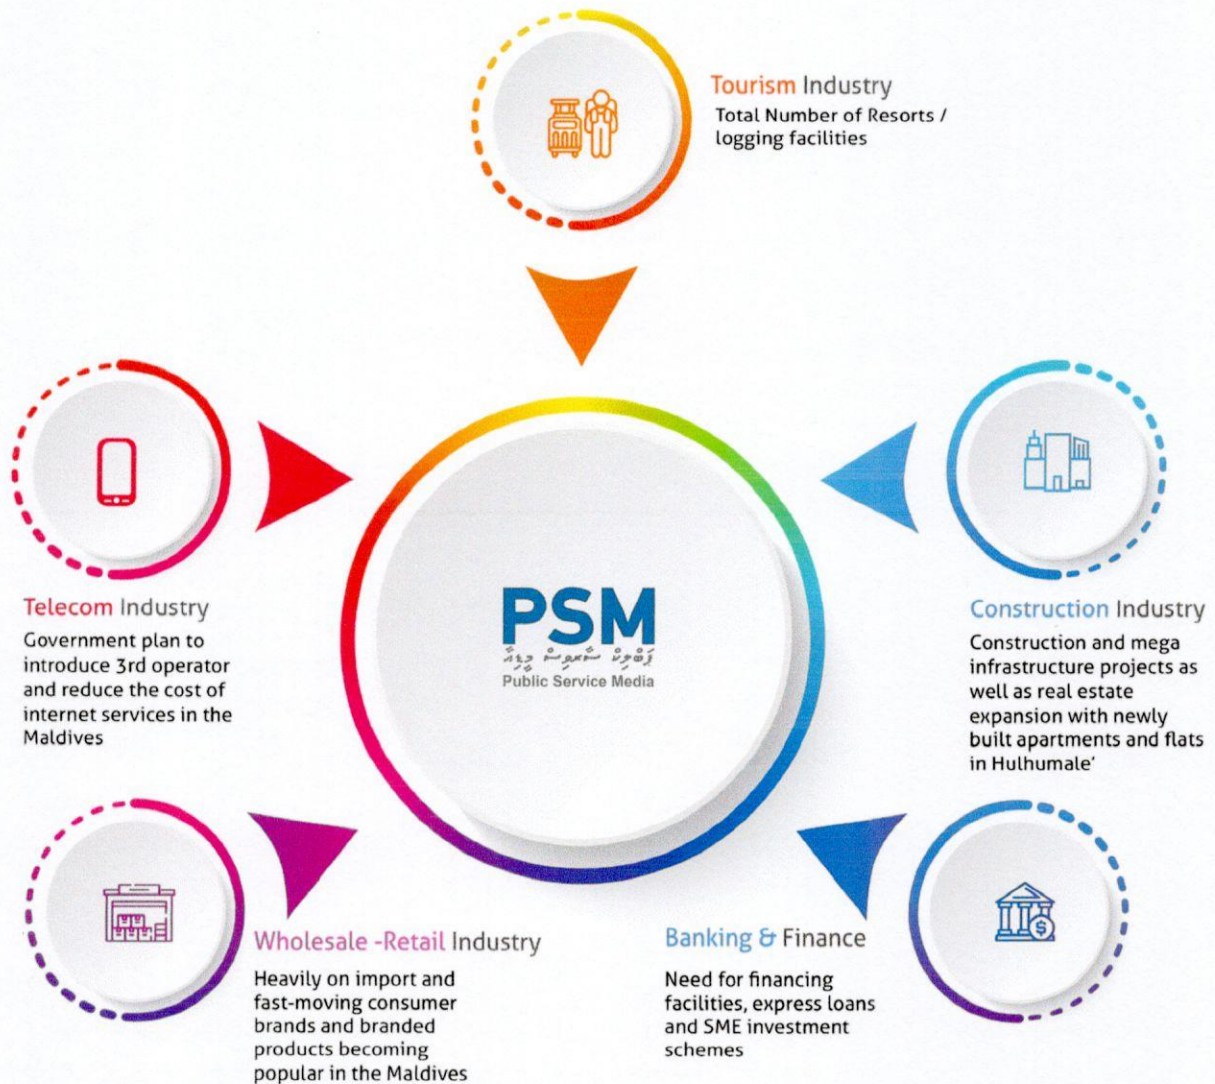 Tourism Industry
Total Number of Resorts /
logging facilities
PSM
ޕަބްލިކް ސާރވިސް މީޑިއާ
Public Service Media
Telecom Industry
Government plan to
introduce 3rd operator
and reduce the cost of
internet services in the
Maldives
Construction Industry
Construction and mega
infrastructure projects as
well as real estate
expansion with newly
built apartments and flats
in Hulhumale'
Wholesale -Retail Industry
Heavily on import and
fast-moving consumer
brands and branded
products becoming
popular in the Maldives
Banking & Finance
Need for financing
facilities, express loans
and SME investment
schemes
$